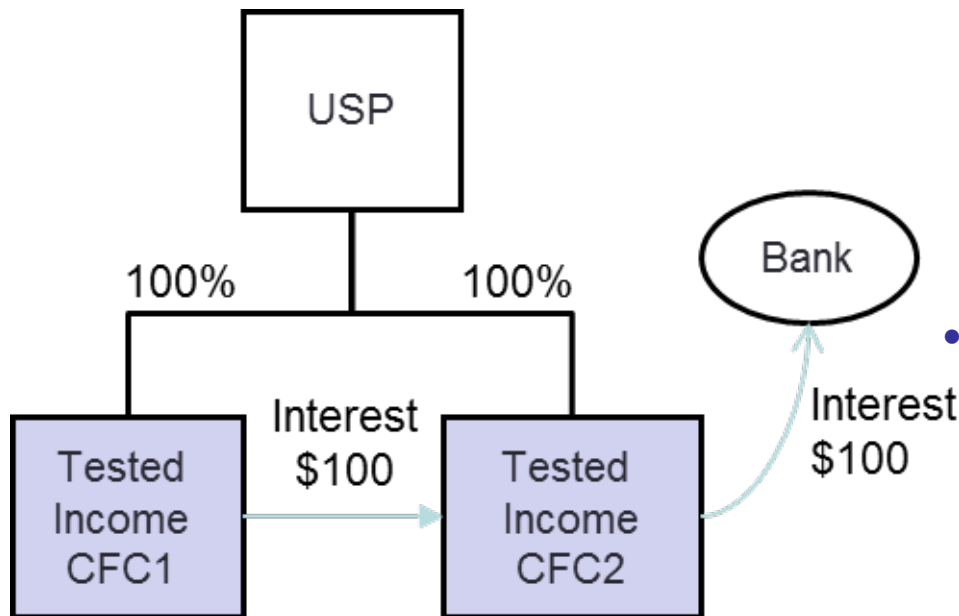 USP
Bank
100%
100%
Interest
$100
Interest
$100
Tested
Income
CFC1
Tested
Income
CFC2